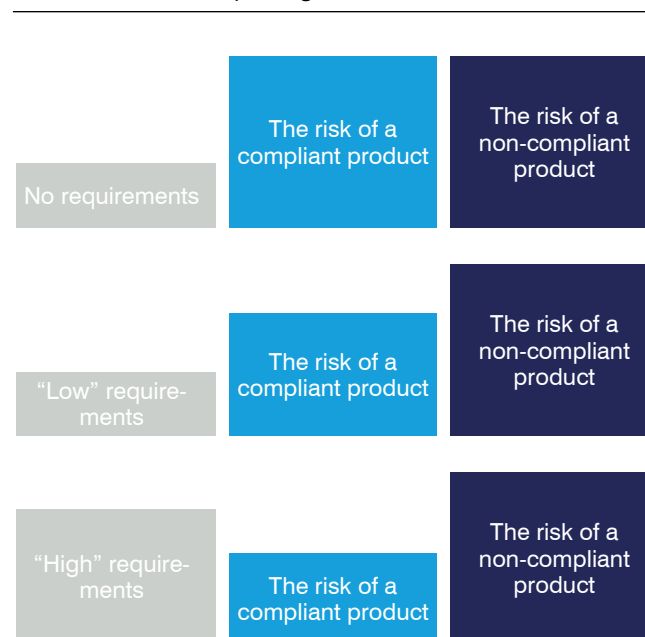 No requirements
The risk of a
compliant product
The risk of a
non-compliant
product
“Low” require-
ments
The risk of a
compliant product
The risk of a
non-compliant
product
“High” require-
ments
The risk of a
compliant product
The risk of a
non-compliant
product